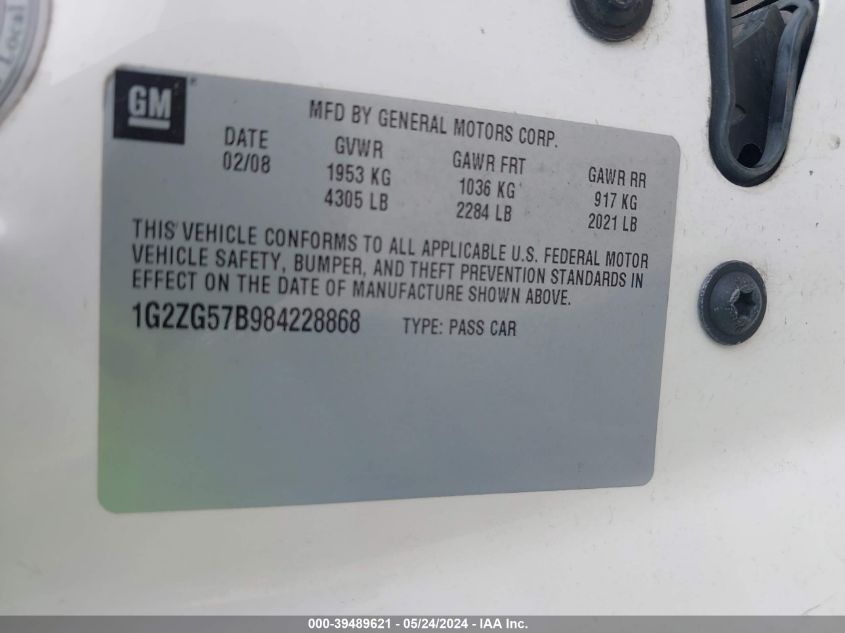 Local
GM
MFD BY GENERAL MOTORS CORP.
DATE GVWR GAWR FRT GAWR RR
02/08 1953 KG 1036 KG 917 KG
4305 LB 2284 LB 2021 LB
THIS VEHICLE CONFORMS TO ALL APPLICABLE U.S. FEDERAL MOTOR
VEHICLE SAFETY, BUMPER, AND THEFT PREVENTION STANDARDS IN
EFFECT ON THE DATE OF MANUFACTURE SHOWN ABOVE.
1G2ZG57B984228868 TYPE: PASS CAR
000-39489621 - 05/24/2024 - Copart, Inc.